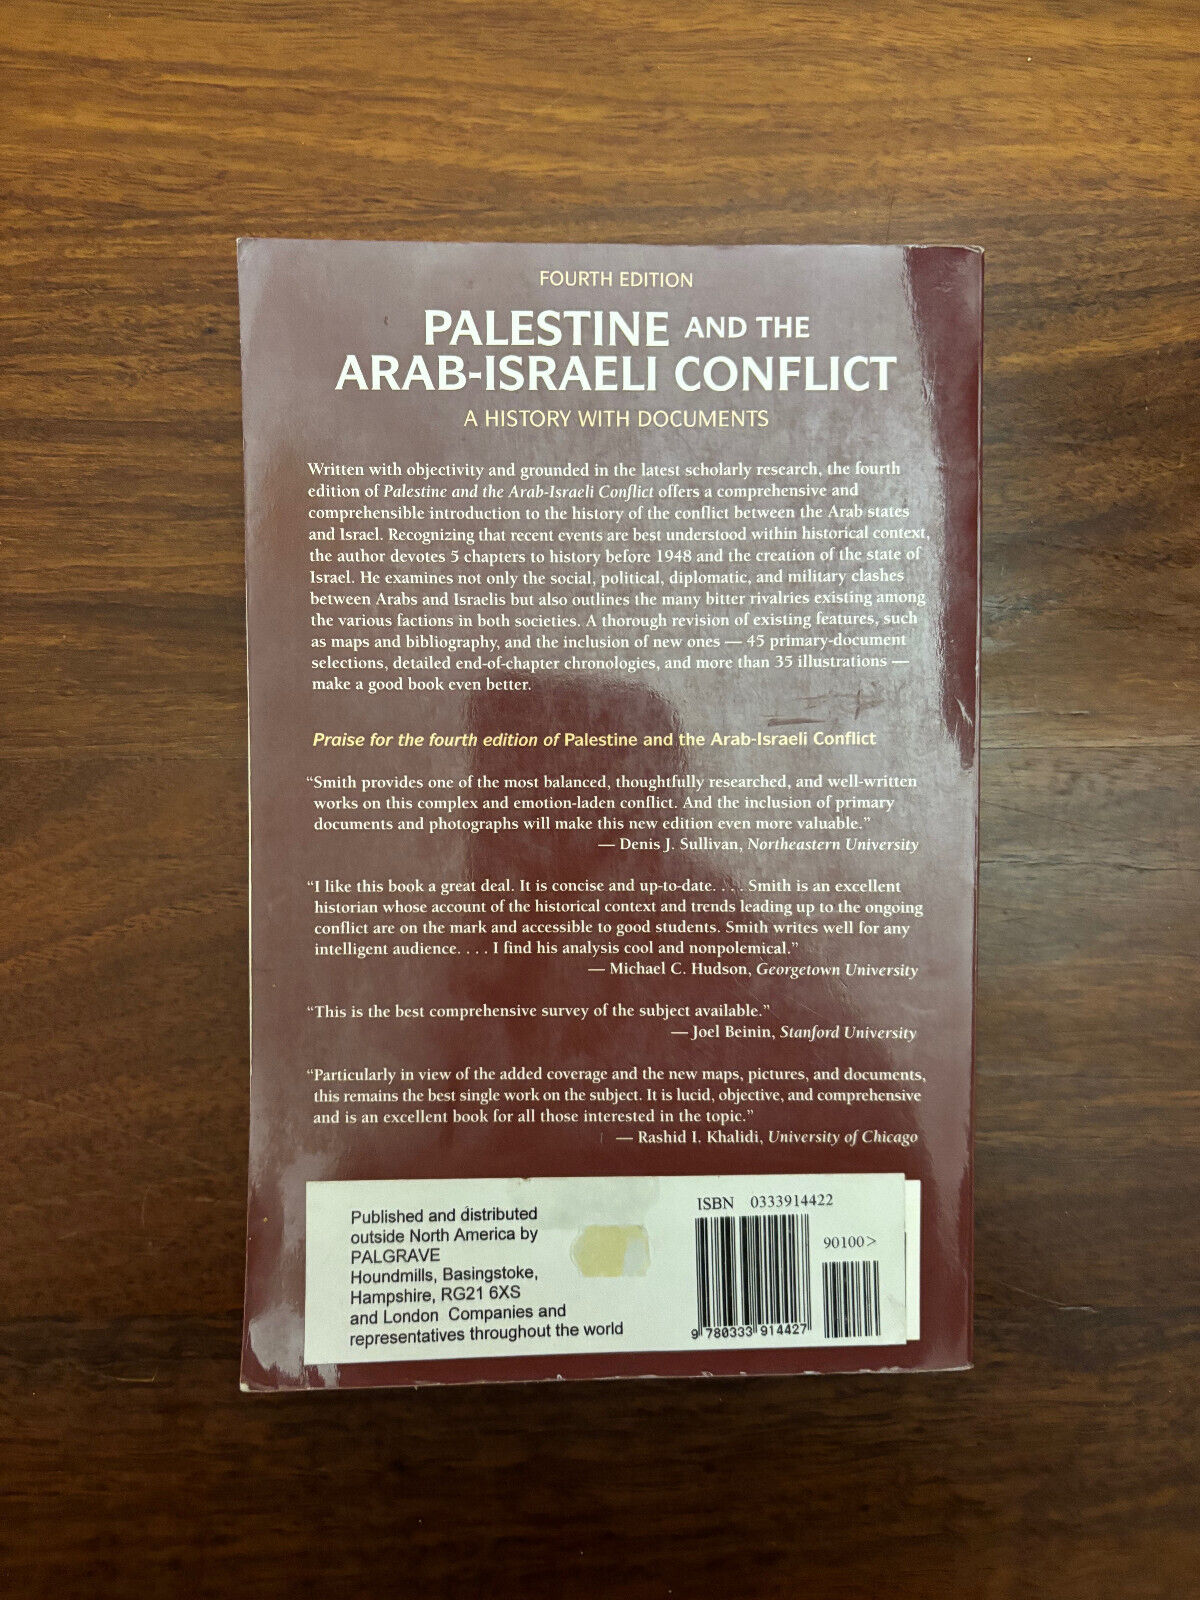 FOURTH EDITION
PALESTINE AND THE
ARAB-ISRAELI CONFLICT
A HISTORY WITH DOCUMENTS
Written with objectivity and grounded in the latest scholarly research, the fourth
edition of Palestine and the Arab-Israeli Conflict offers a comprehensive and
comprehensible introduction to the history of the conflict between the Arab states
and Israel. Recognizing that recent events are best understood within historical context,
the author devotes 5 chapters to history before 1948 and the creation of the state of
Israel. He examines not only the social, political, diplomatic, and military clashes
between Arabs and Israelis but also outlines the many bitter rivalries existing among
the various factions in both societies. A thorough revision of existing features, such
as maps and bibliography, and the inclusion of new ones — 45 primary-document
selections, detailed end-of-chapter chronologies, and more than 35 illustrations —
make a good book even better.
Praise for the fourth edition of Palestine and the Arab-Israeli Conflict
“Smith provides one of the most balanced, thoughtfully researched, and well-written
works on this complex and emotion-laden conflict. And the inclusion of primary
documents and photographs will make this new edition even more valuable.”
— Denis J. Sullivan, Northeastern University
“I like this book a great deal. It is concise and up-to-date. . . . Smith is an excellent
historian whose account of the historical context and trends leading up to the ongoing
conflict are on the mark and accessible to good students. Smith writes well for any
intelligent audience. . . . I find his analysis cool and nonpolemical.”
— Michael C. Hudson, Georgetown University
“This is the best comprehensive survey of the subject available.”
— Joel Beinin, Stanford University
“Particularly in view of the added coverage and the new maps, pictures, and documents,
this remains the best single work on the subject. It is lucid, objective, and comprehensive
and is an excellent book for all those interested in the topic.”
— Rashid I. Khalidi, University of Chicago
Published and distributed
outside North America by
PALGRAVE
Houndmills, Basingstoke,
Hampshire, RG21 6XS
and London Companies and
representatives throughout the world
ISBN 0333914422
90100>
9 780333 914427